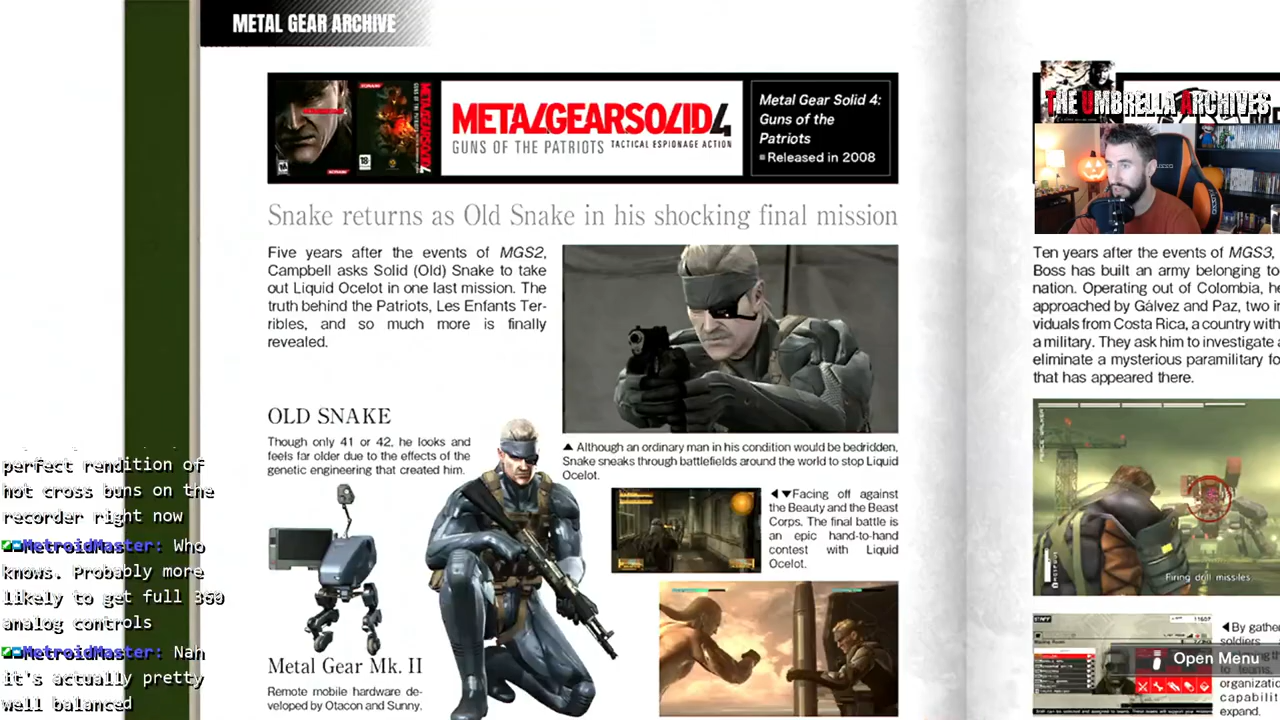 METAL GEAR ARCHIVE
METAL GEAR SOLID 4
GUNS OF THE PATRIOTS TACTICAL ESPIONAGE ACTION
Metal Gear Solid 4:
Guns of the
Patriots
■Released in 2008
Snake returns as Old Snake in his shocking final mission
Five years after the events of MGS2,
Campbell asks Solid (Old) Snake to take
out Liquid Ocelot in one last mission. The
truth behind the Patriots, Les Enfants Ter-
ribles, and so much more is finally
revealed.
OLD SNAKE
Though only 41 or 42, he looks and
feels far older due to the effects of the
genetic engineering that created him.
▲ Although an ordinary man in his condition would be bedridden,
Snake sneaks through battlefields around the world to stop Liquid
Ocelot.
◀▼Facing off against
the Beauty and the Beast
Corps. The final battle is
an epic hand-to-hand
contest with Liquid
Ocelot.
Metal Gear Mk. II
Remote mobile hardware de-
veloped by Otacon and Sunny.
THE UMBRELLA ARCHIVES
Ten years after the events of MGS3,
Boss has built an army belonging to
nation. Operating out of Colombia, he
approached by Gálvez and Paz, two in
viduals from Costa Rica, a country with
a military. They ask him to investigate
eliminate a mysterious paramilitary fo
that has appeared there.
Firing drill missiles.
◀By gather
soldiers
to teams,
organizatio
capabilit
expand.
Open Menu
perfect rendition of
hot cross buns on the
recorder right now
MetroidMaster: Who
knows. Probably more
likely to get full 360
analog controls
MetroidMaster: Nah
it's actually pretty
well balanced